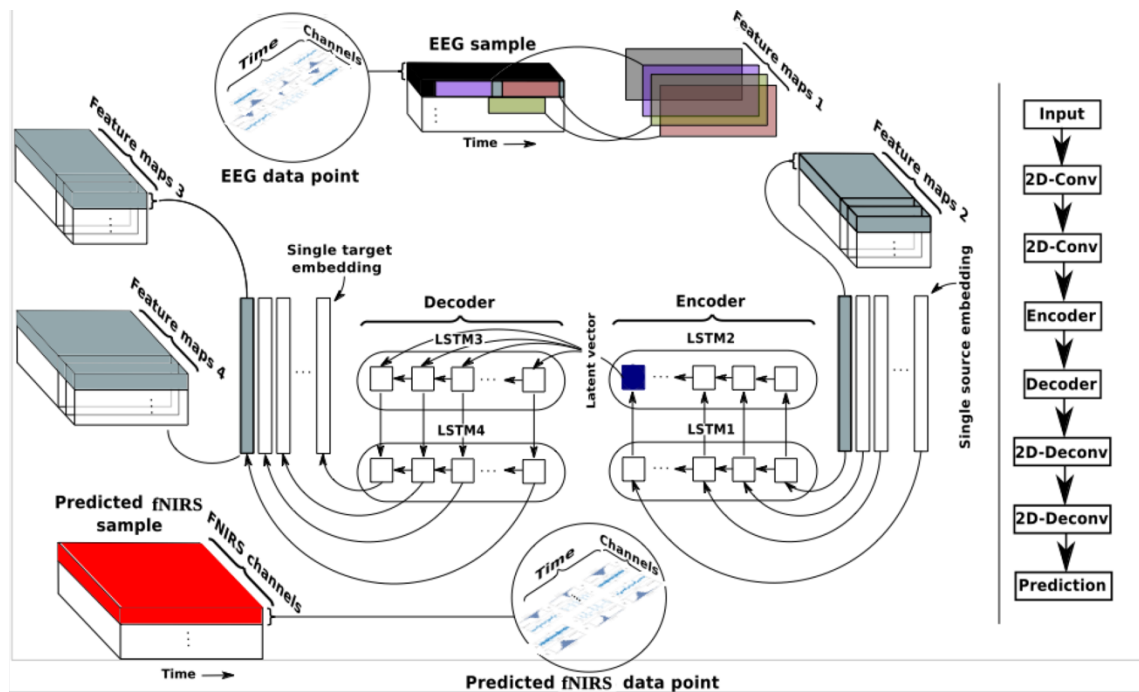 Time
Channels
EEG data point
EEG sample
Time
Feature maps 1
Feature maps 3
Feature maps 2
Feature maps 4
Single target
embedding
Decoder
LSTM3
LSTM4
Latent vector
Encoder
LSTM2
LSTM1
Single source embedding
Predicted fNIRS
sample
FNIRS channels
Time
Time
Channels
Predicted fNIRS data point
Input
2D-Conv
2D-Conv
Encoder
Decoder
2D-Deconv
2D-Deconv
Prediction